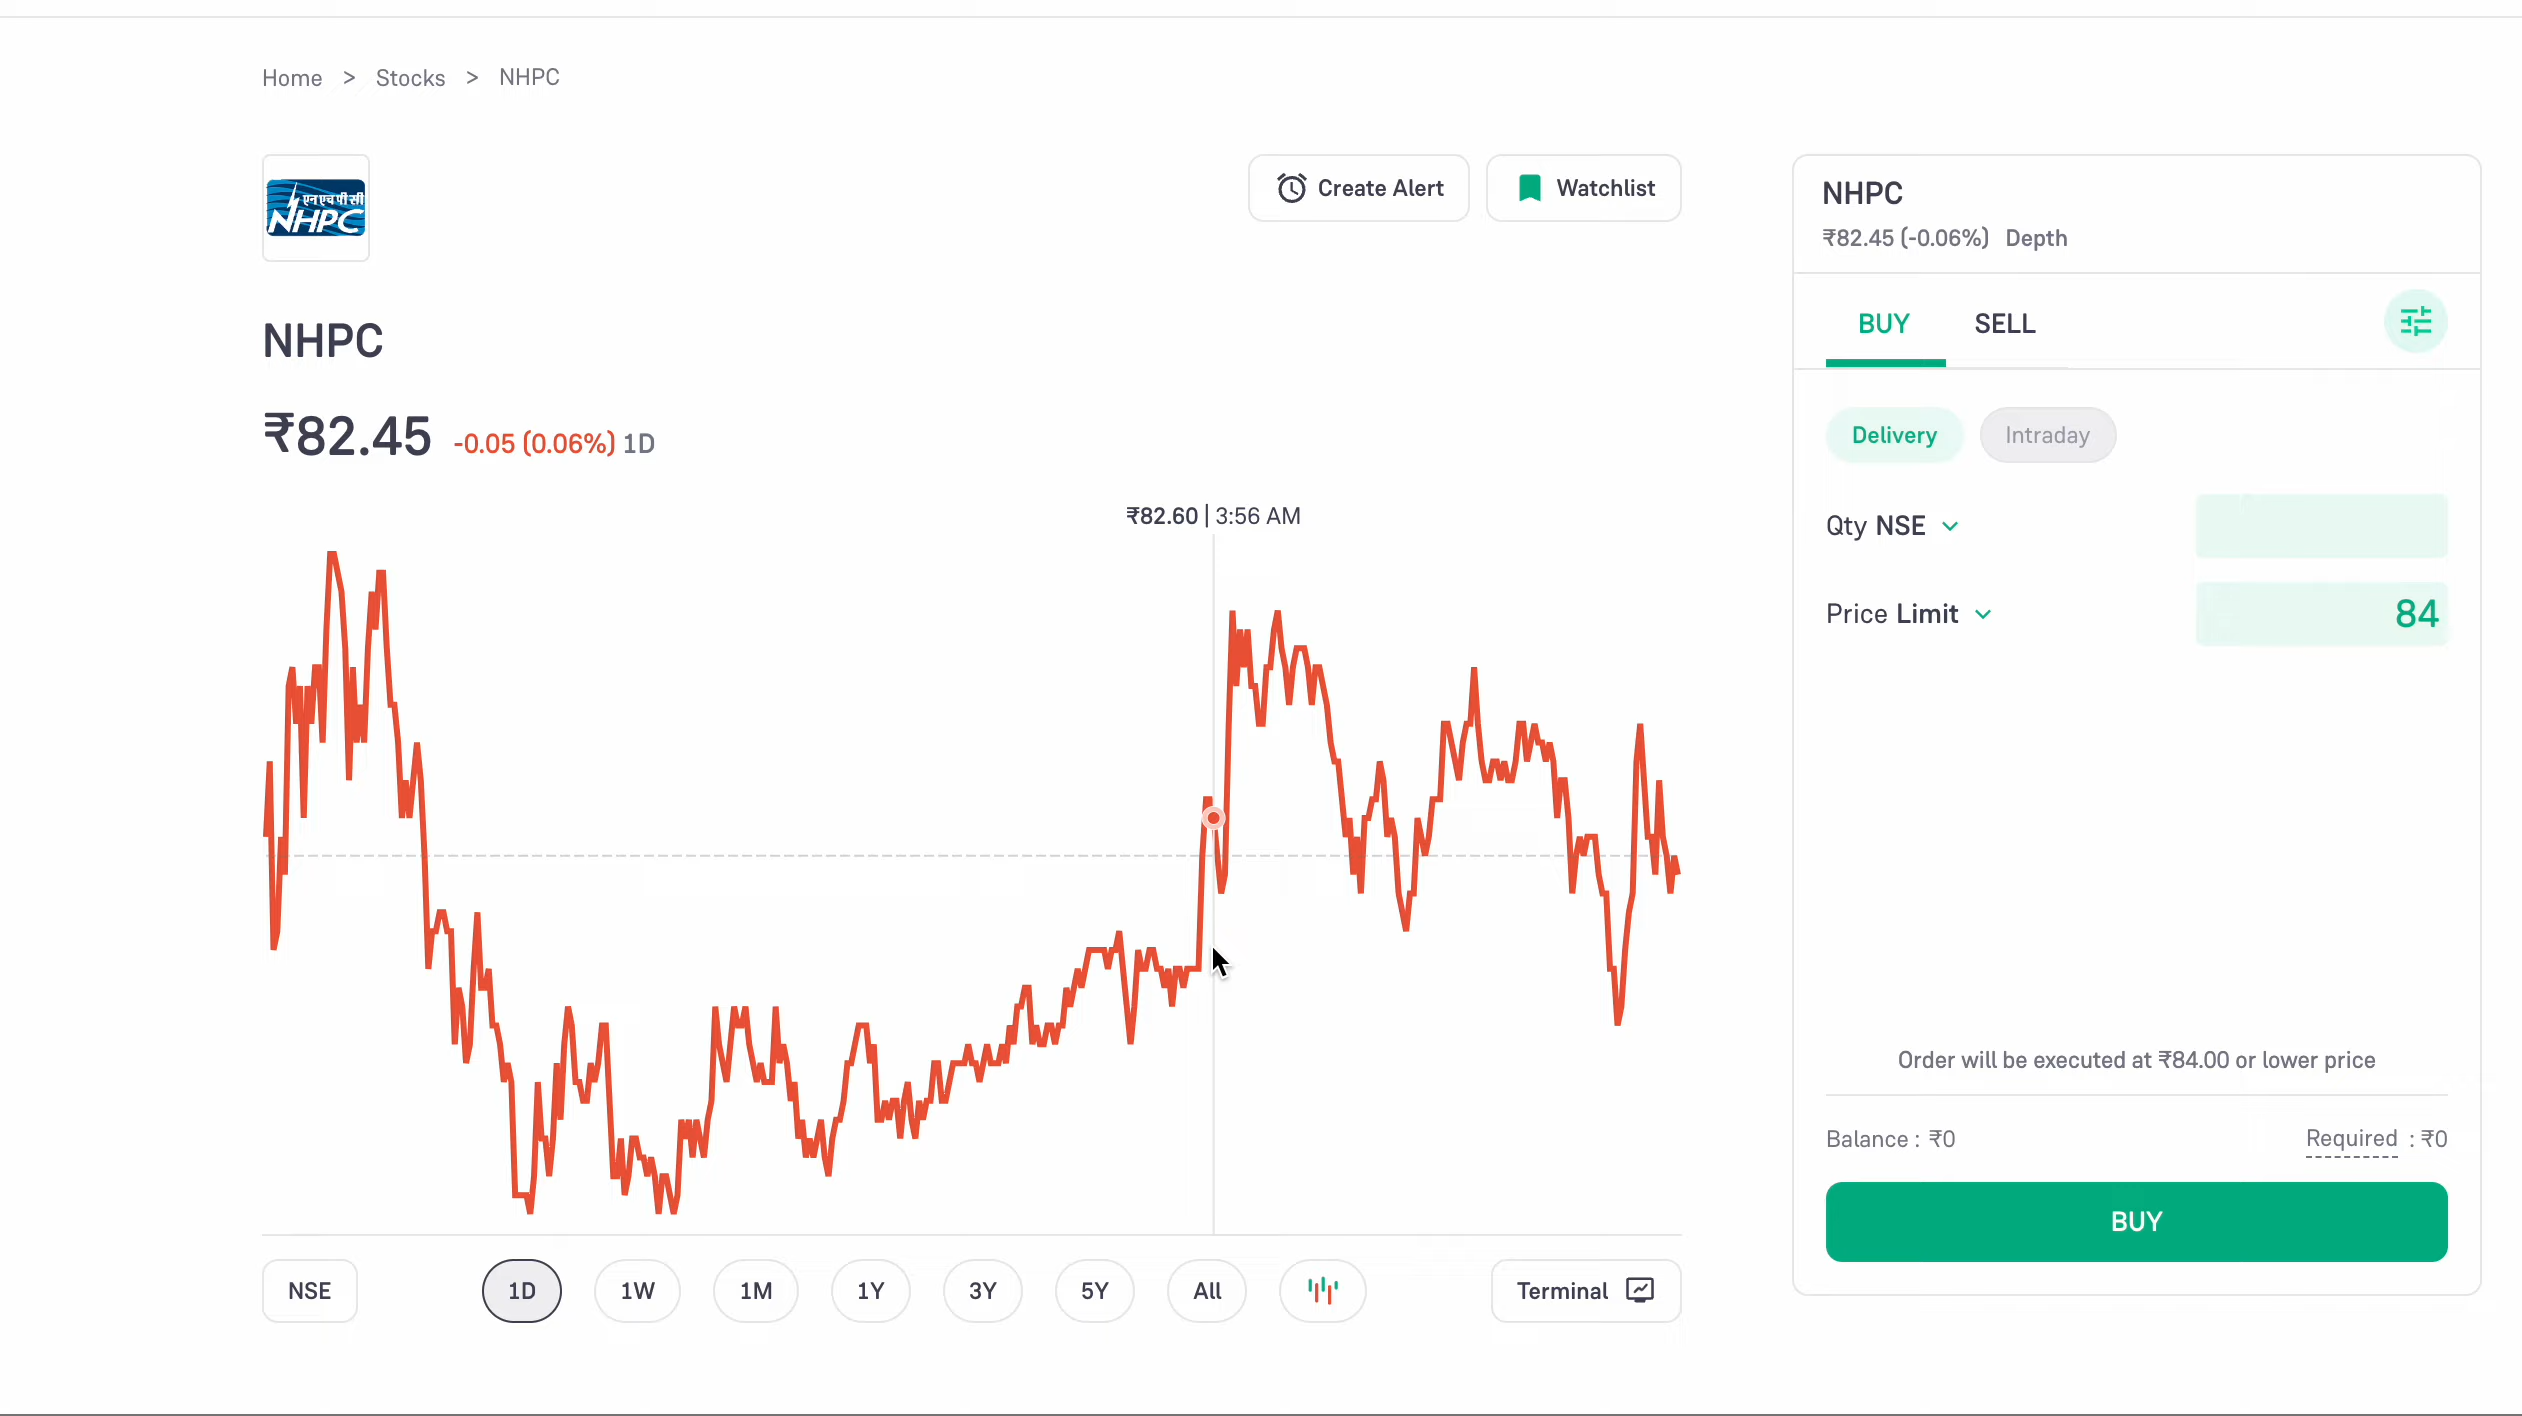 Home > Stocks > NHPC
एनएचपीसी
NHPC
Create Alert
Watchlist
NHPC
₹82.45 -0.05 (0.06%) 1D
₹82.60 | 3:56 AM
NSE
1D
1W
1M
1Y
3Y
5Y
All
Terminal
NHPC
₹82.45 (-0.06%) Depth
BUY
SELL
Delivery
Intraday
Qty NSE
Price Limit
84
Order will be executed at ₹84.00 or lower price
Balance : ₹0
Required : ₹0
BUY